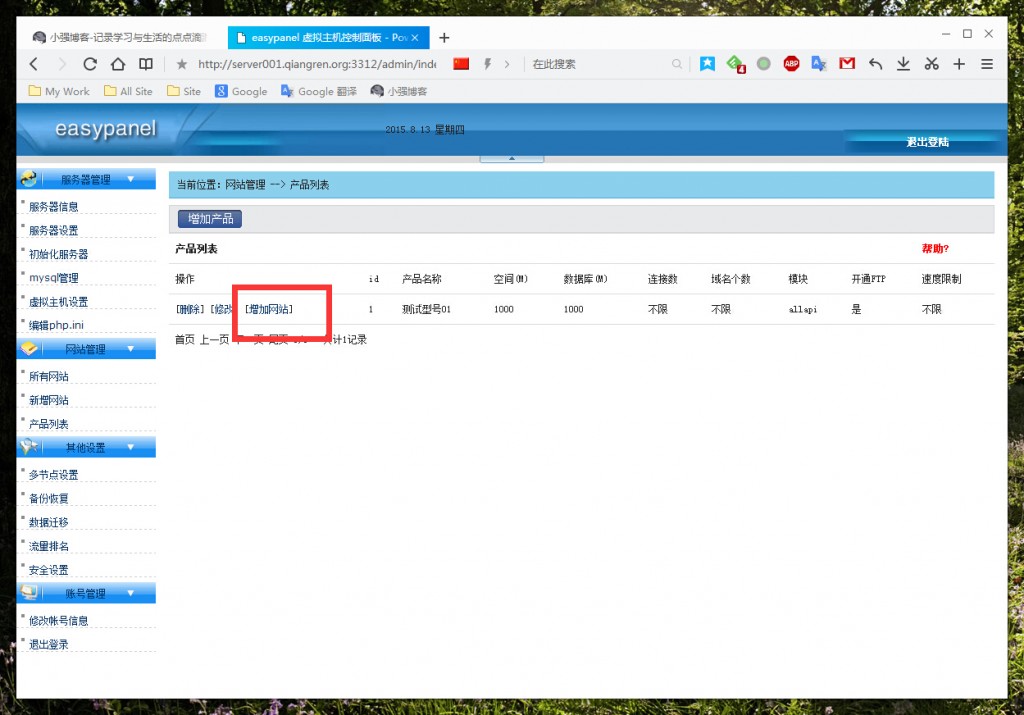 小强博客-记录学习与生活的点点滴
easypanel 虚拟主机控制面板 - Pow
http://server001.qiangren.org:3312/admin/inde
在此搜索
4
ABP
My Work
All Site
Site
Google
Google 翻译
小强博客
easypanel
2015.8.13 星期四
退出登陆
服务器管理
服务器信息
服务器设置
初始化服务器
mysql管理
虚拟主机设置
编辑php.ini
网站管理
所有网站
新增网站
产品列表
其他设置
多节点设置
备份恢复
数据迁移
流量排名
安全设置
账号管理
修改帐号信息
退出登录
当前位置：网站管理 --> 产品列表
增加产品
产品列表 帮助?
操作 id 产品名称 空间(M) 数据库(M) 连接数 域名个数 模块 开通FTP 速度限制
[删除] [修改 [增加网站] 1 测试型号01 1000 1000 不限 不限 allspi 是 不限
首页 上一页 共计1记录